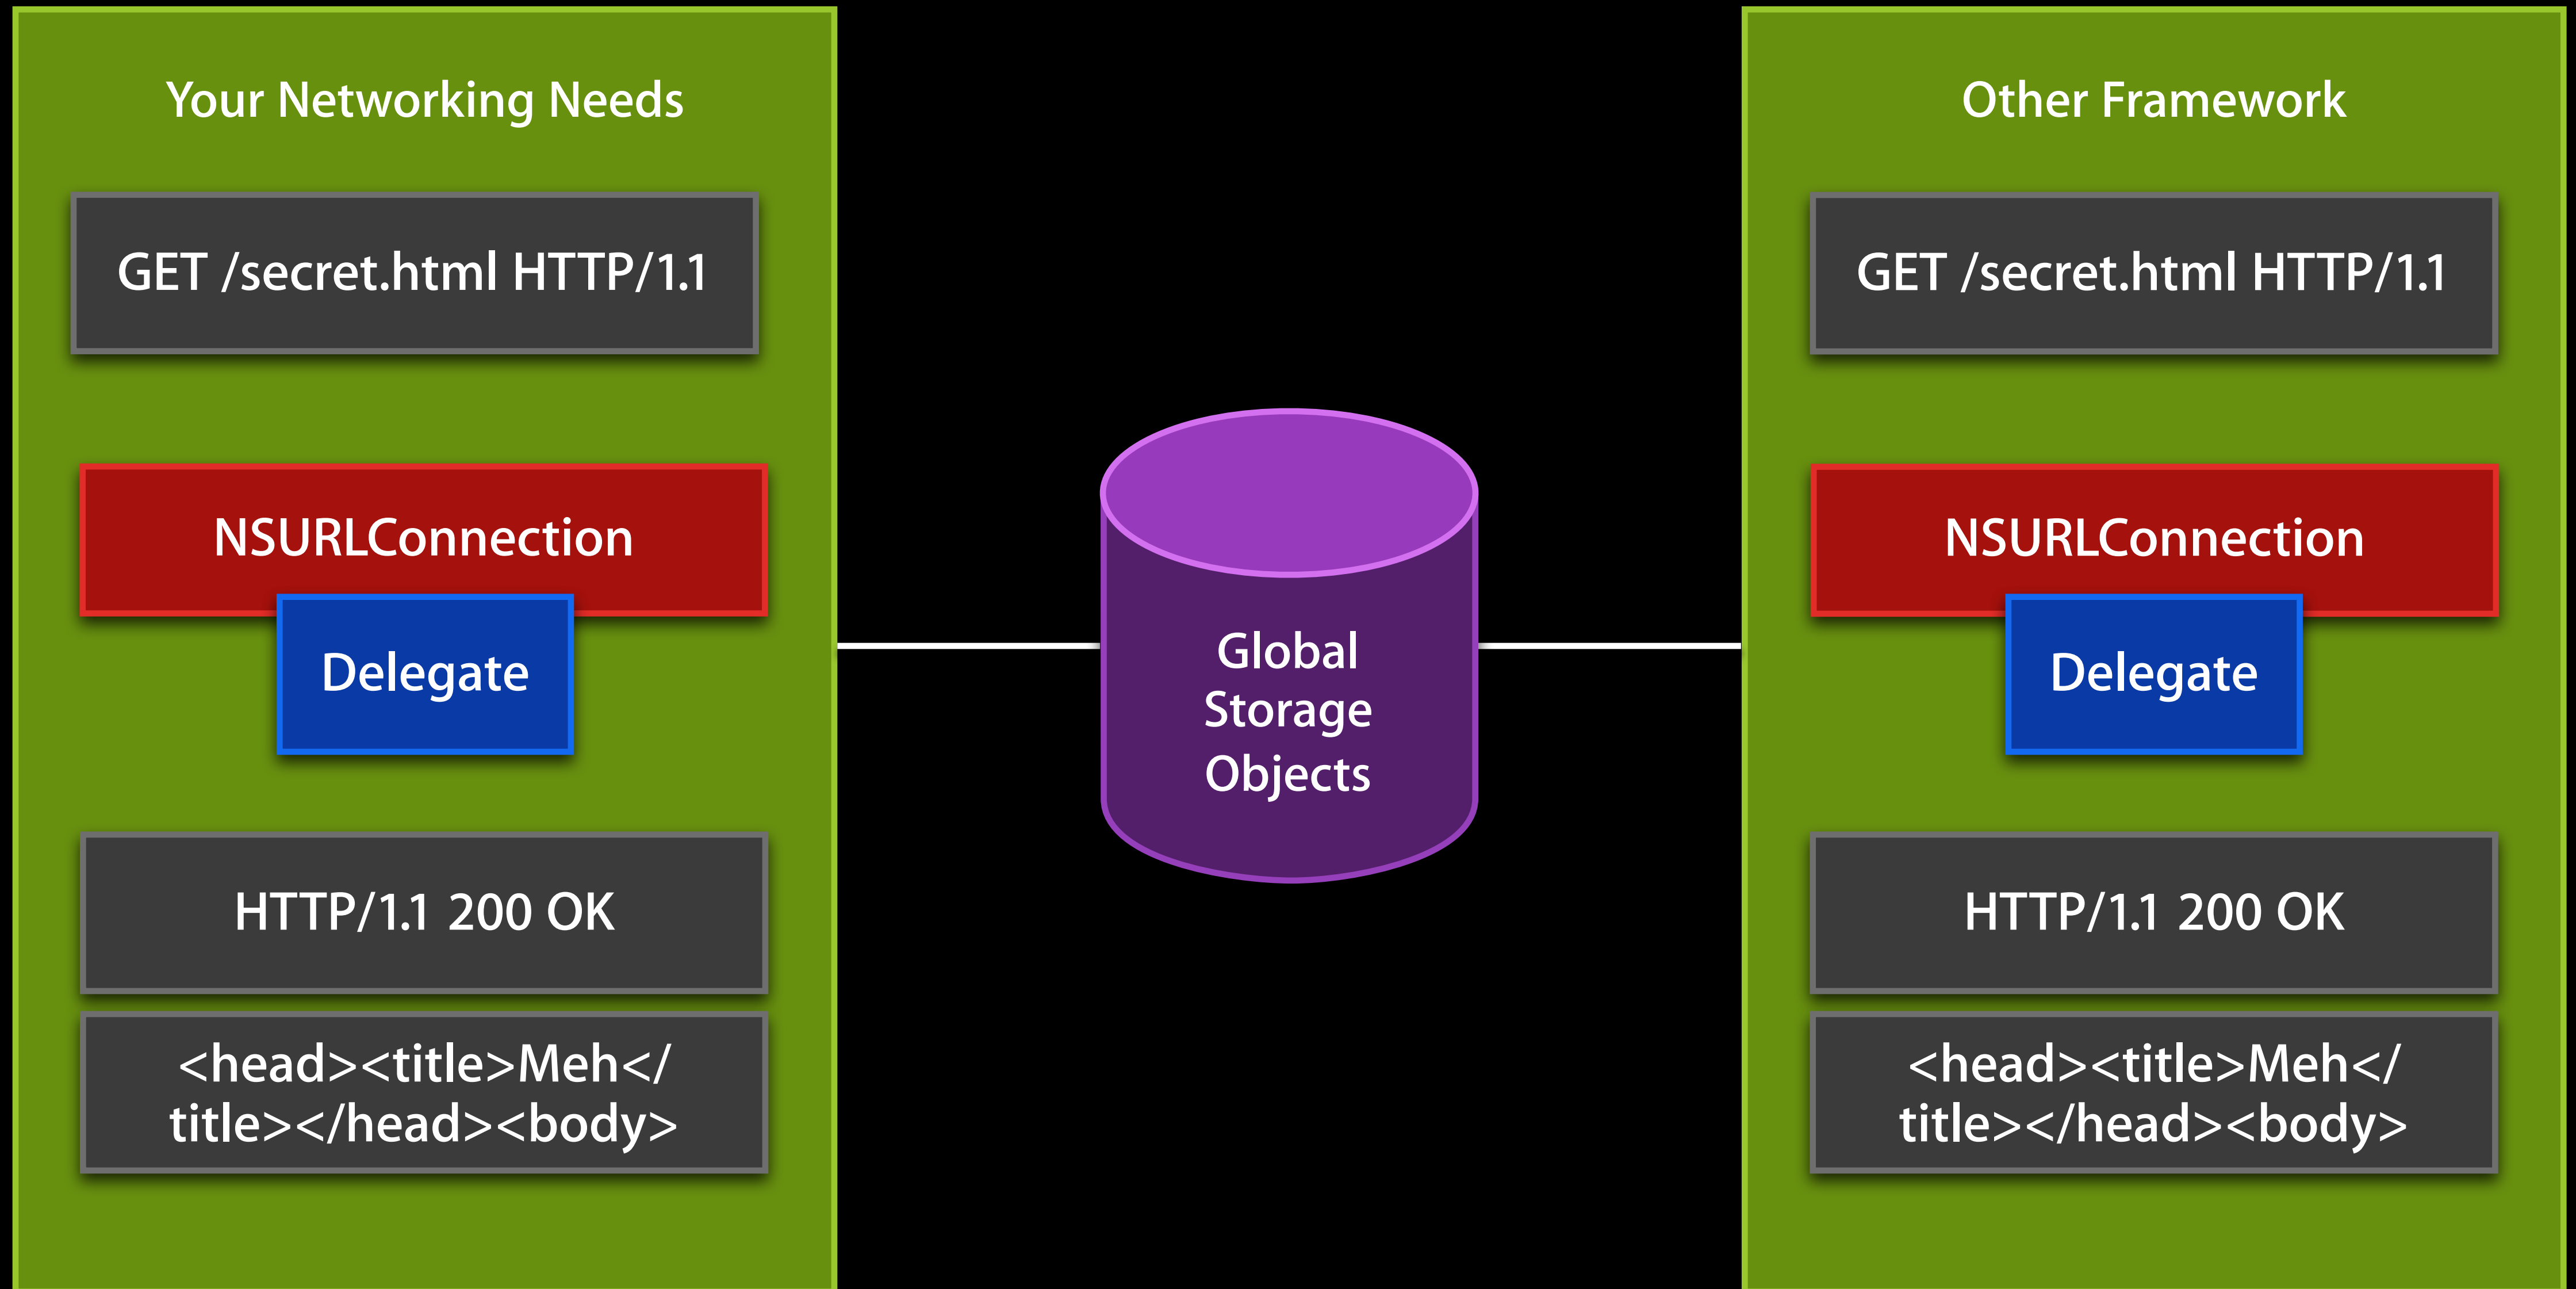 Your Networking Needs
GET /secret.html HTTP/1.1
NSURLConnection
Delegate
HTTP/1.1 200 OK
<head><title>Meh</
title></head><body>
Global
Storage
Objects
Other Framework
GET /secret.html HTTP/1.1
NSURLConnection
Delegate
HTTP/1.1 200 OK
<head><title>Meh</
title></head><body>